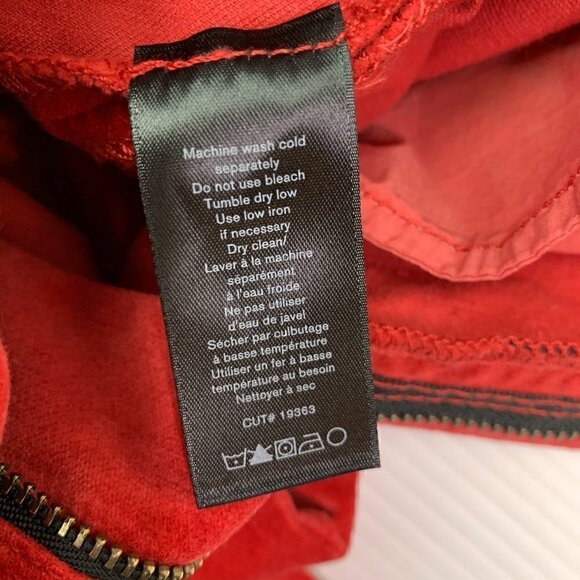 Machine wash cold
separately
Do not use bleach
Tumble dry low
Use low iron
if necessary
Dry clean/
Laver à la machine
séparément
à l'eau froide
Ne pas utiliser
d'eau de javel
Sécher par culbutage
à basse température
Utiliser un fer à basse
température au besoin
Nettoyer à sec
CUT# 19363